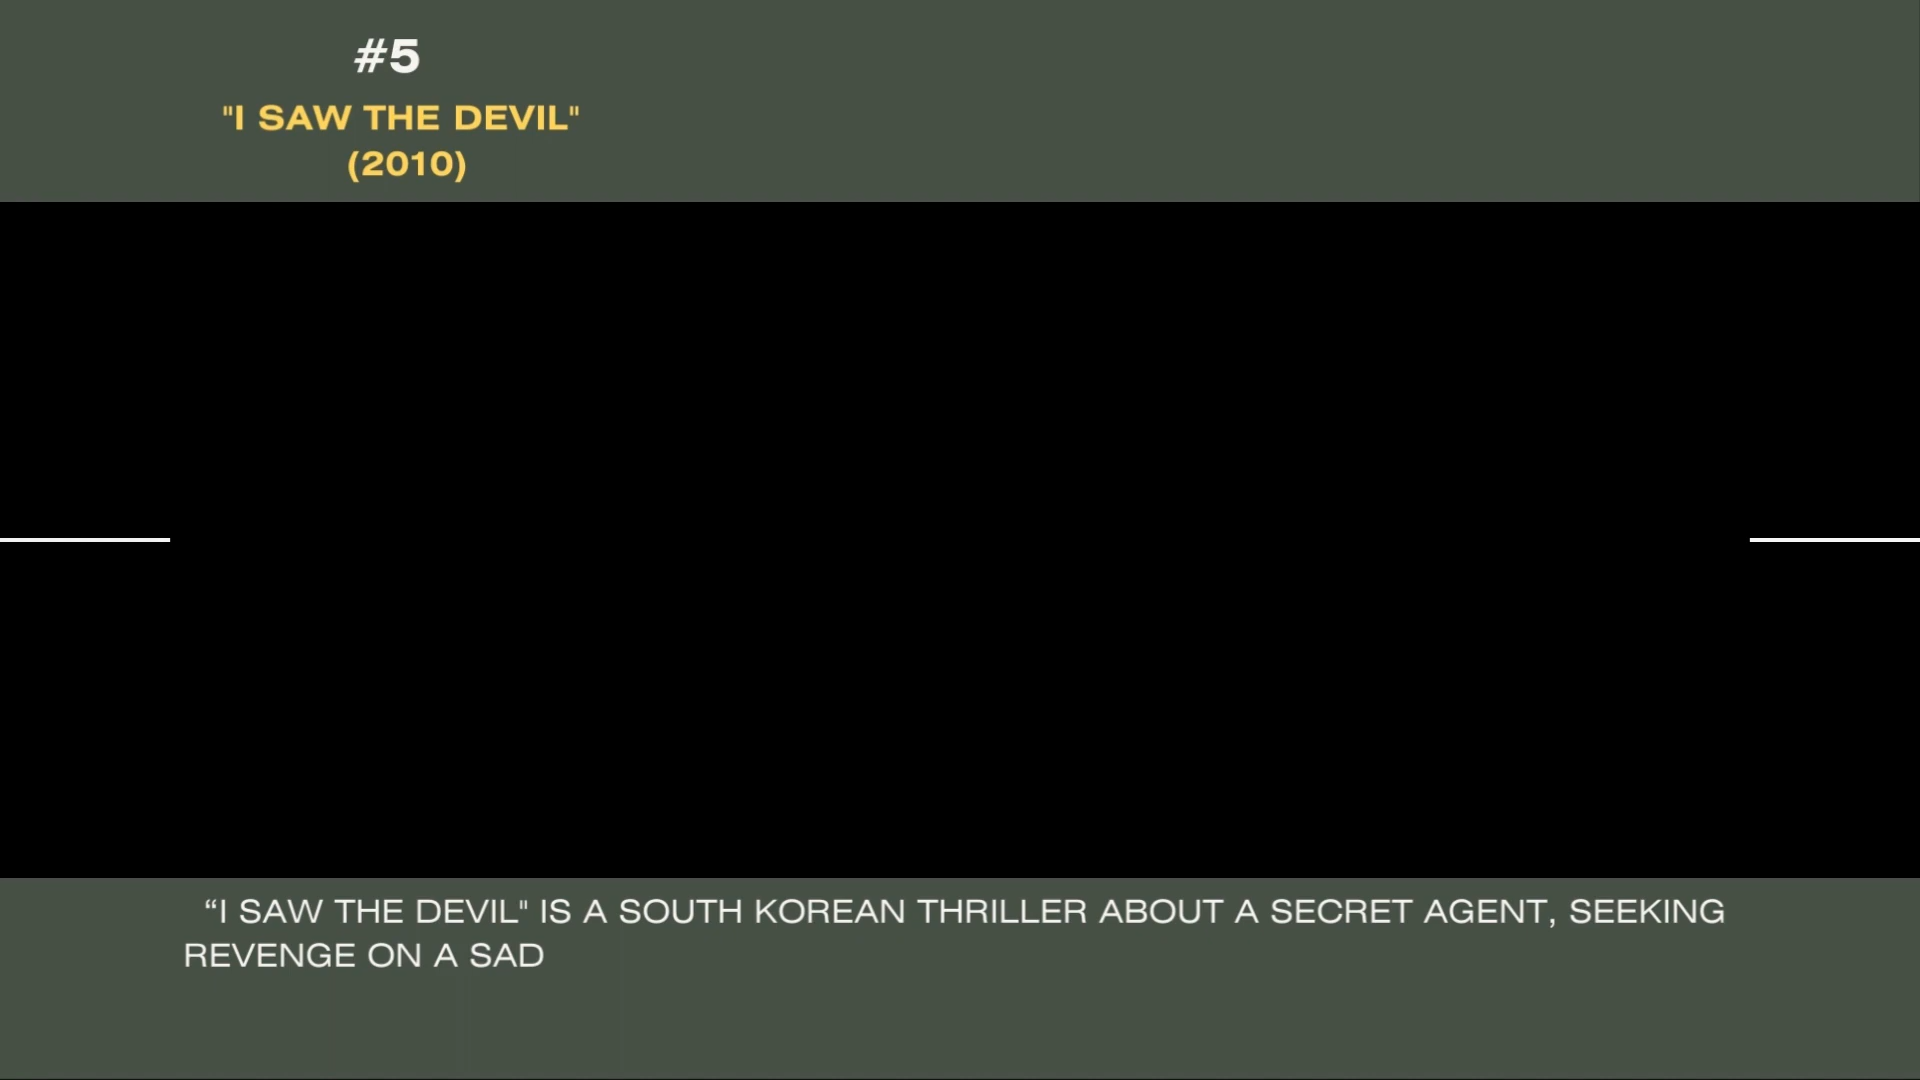 #5
"I SAW THE DEVIL"
(2010)
“I SAW THE DEVIL" IS A SOUTH KOREAN THRILLER ABOUT A SECRET AGENT, SEEKING
REVENGE ON A SAD